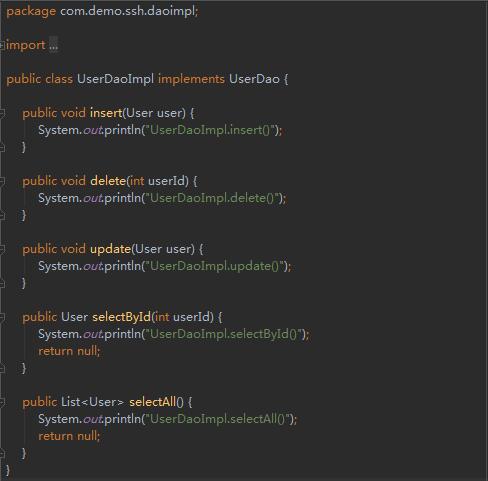 package com.demo.ssh.daoimpl;
import ...
public class UserDaoImpl implements UserDao {
public void insert(User user) {
System.out.println("UserDaoImpl.insert()");
}
public void delete(int userId) {
System.out.println("UserDaoImpl.delete()");
}
public void update(User user) {
System.out.println("UserDaoImpl.update()");
}
public User selectById(int userId) {
System.out.println("UserDaoImpl.selectById()");
return null;
}
public List<User> selectAll() {
System.out.println("UserDaoImpl.selectAll()");
return null;
}
}